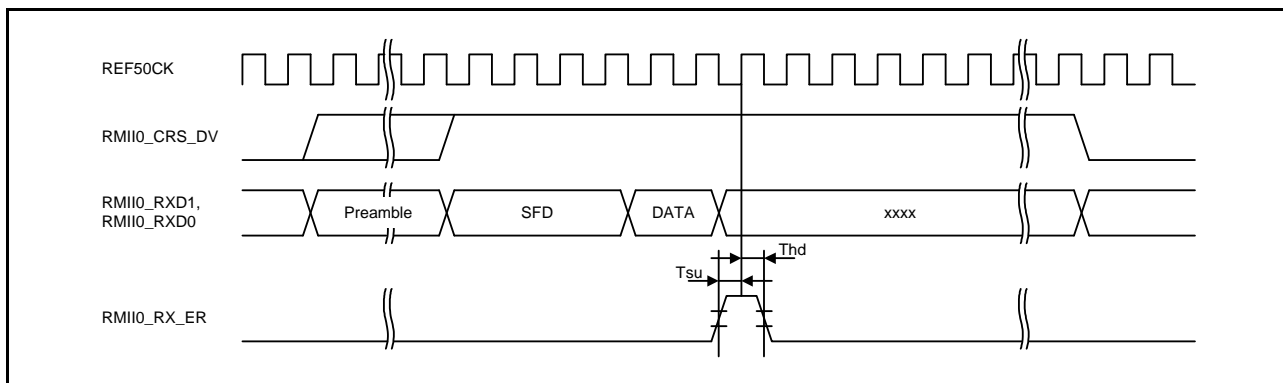 REF50CK
RMII0_CRS_DV
RMII0_RXD1,
RMII0_RXD0
Preamble
SFD
DATA
xxxx
Thd
Tsu
RMII0_RX_ER